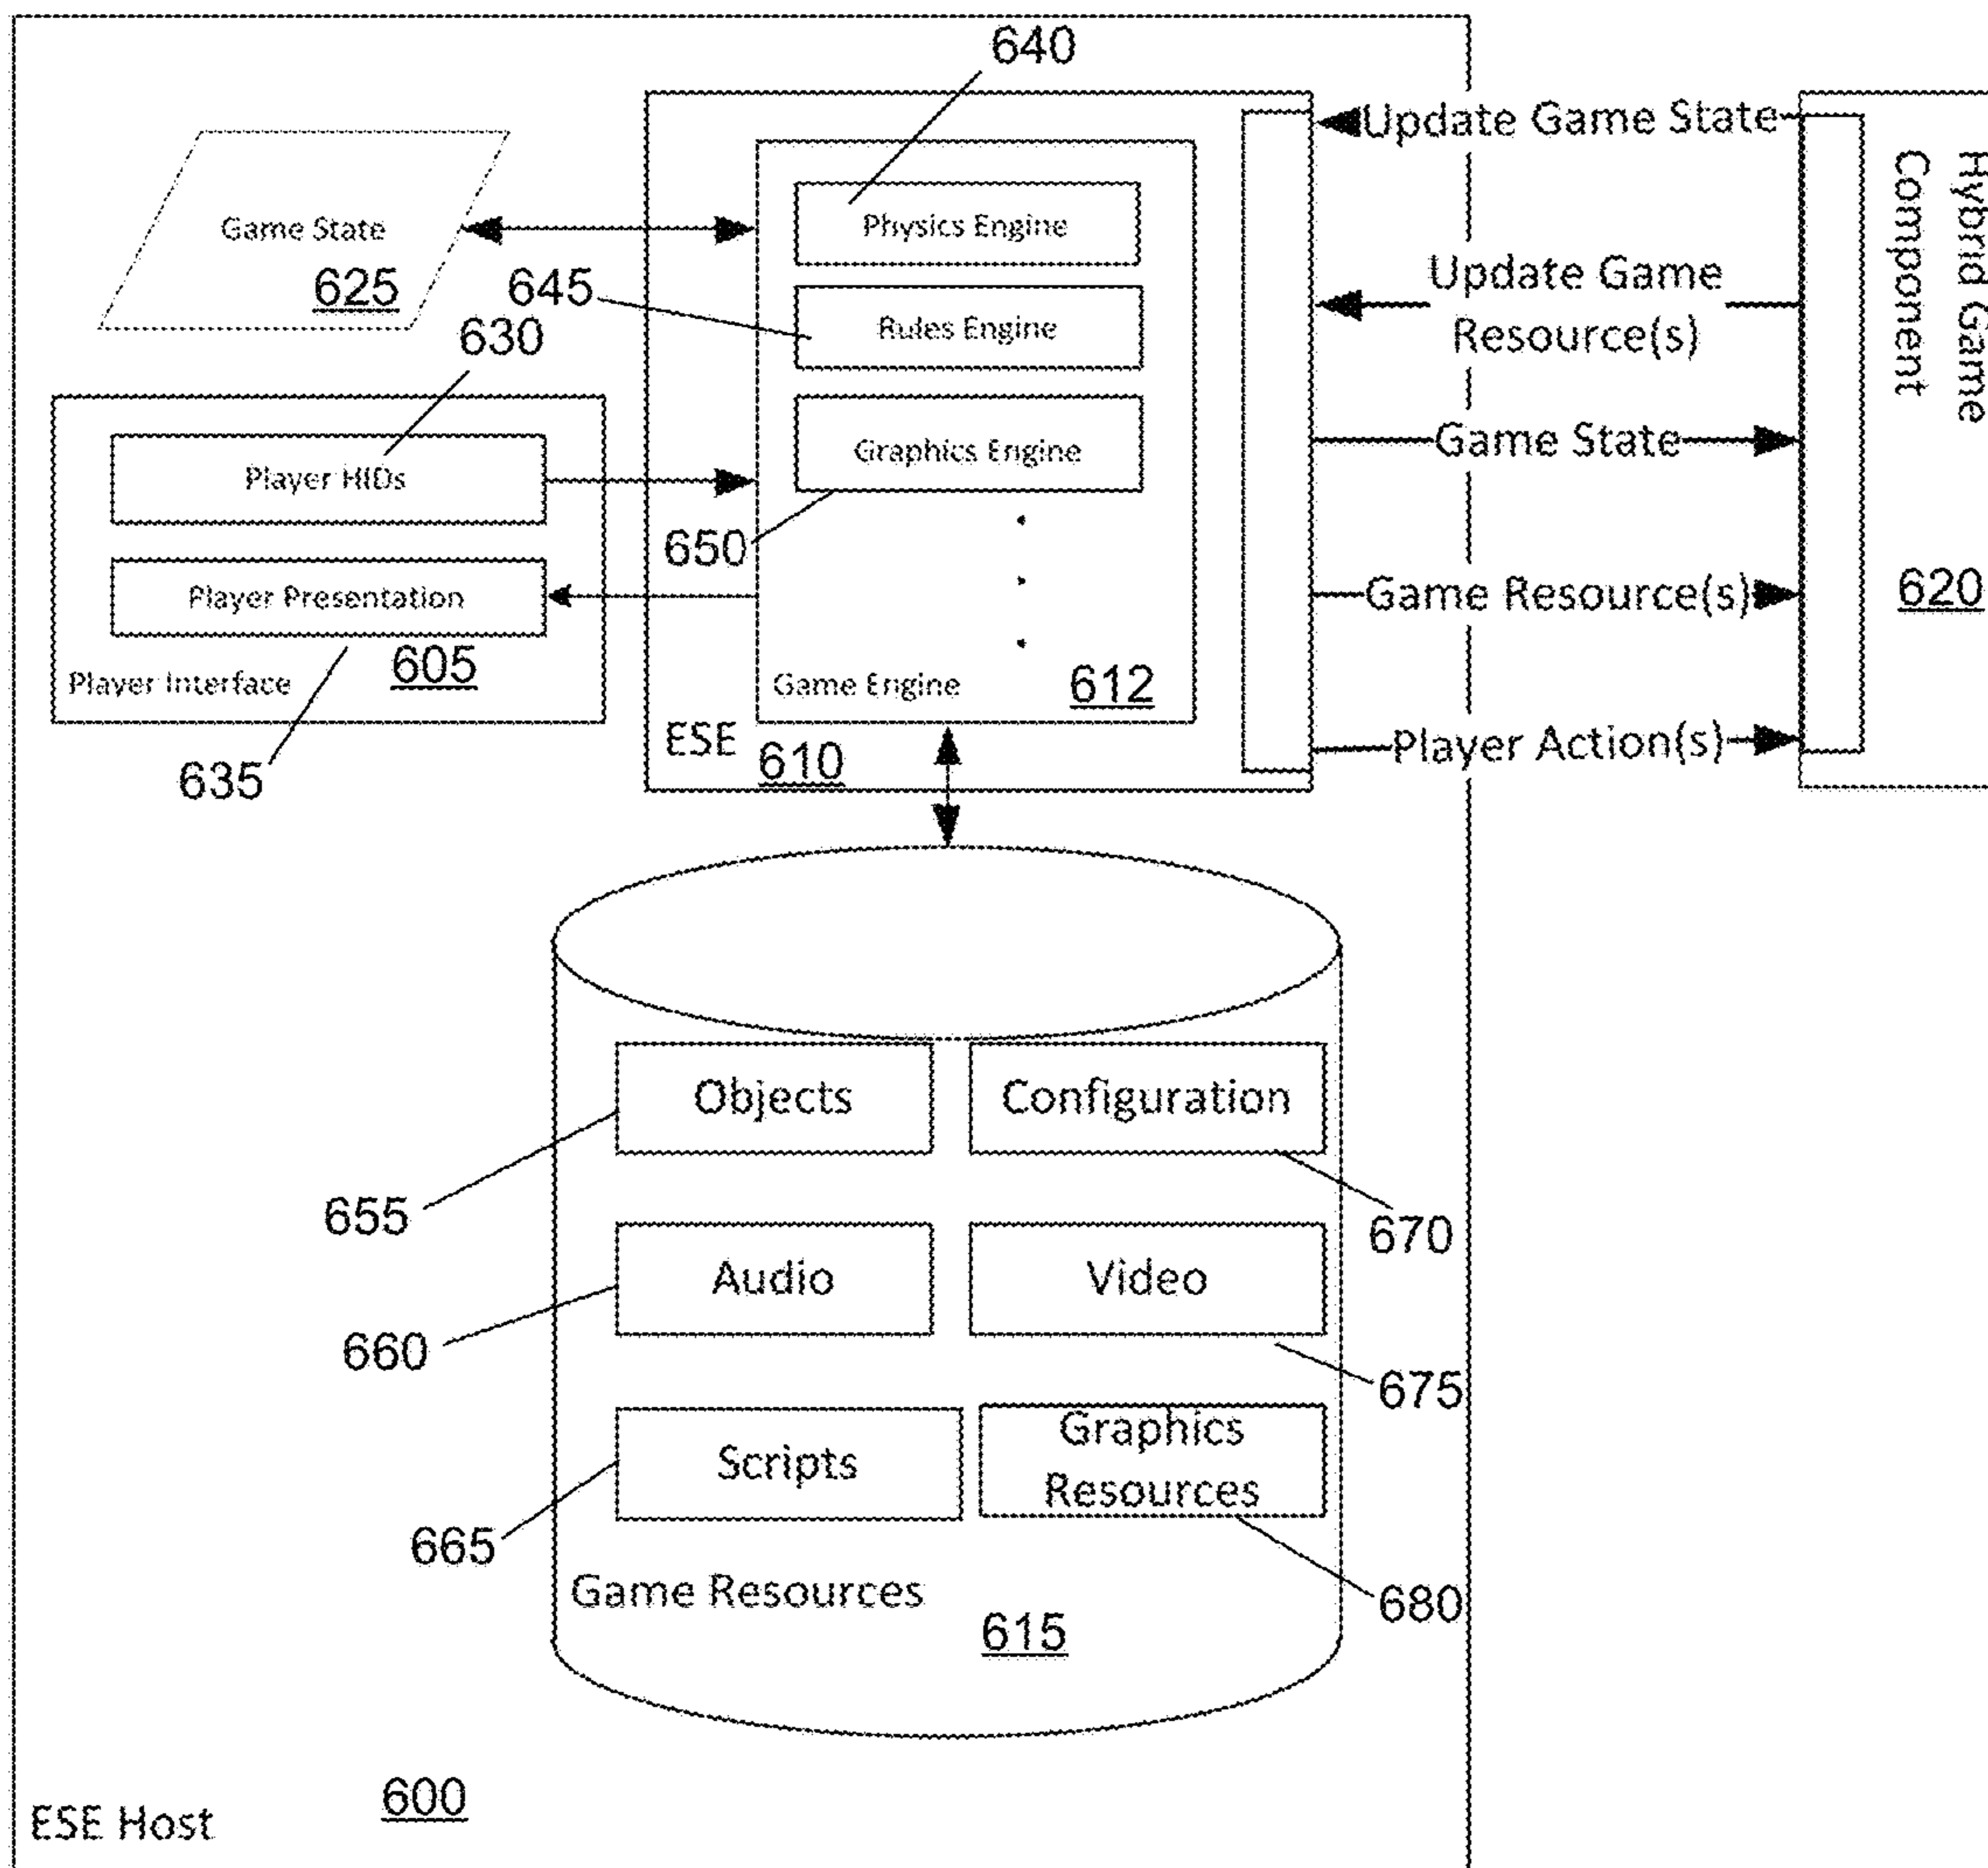 640
Update Game State
Hybrid Game
Component
Game State
625
Physics Engine
645
Rules Engine
Update Game
Resource(s)
630
Player HIDs
Graphics Engine
Game State
650
Player Presentation
605
Player Interface
635
Game Engine
612
ESE
610
Game Resource(s)
620
Player Action(s)
Objects
Configuration
655
670
Audio
Video
660
675
Scripts
Graphics
Resources
665
680
Game Resources
615
600
ESE Host